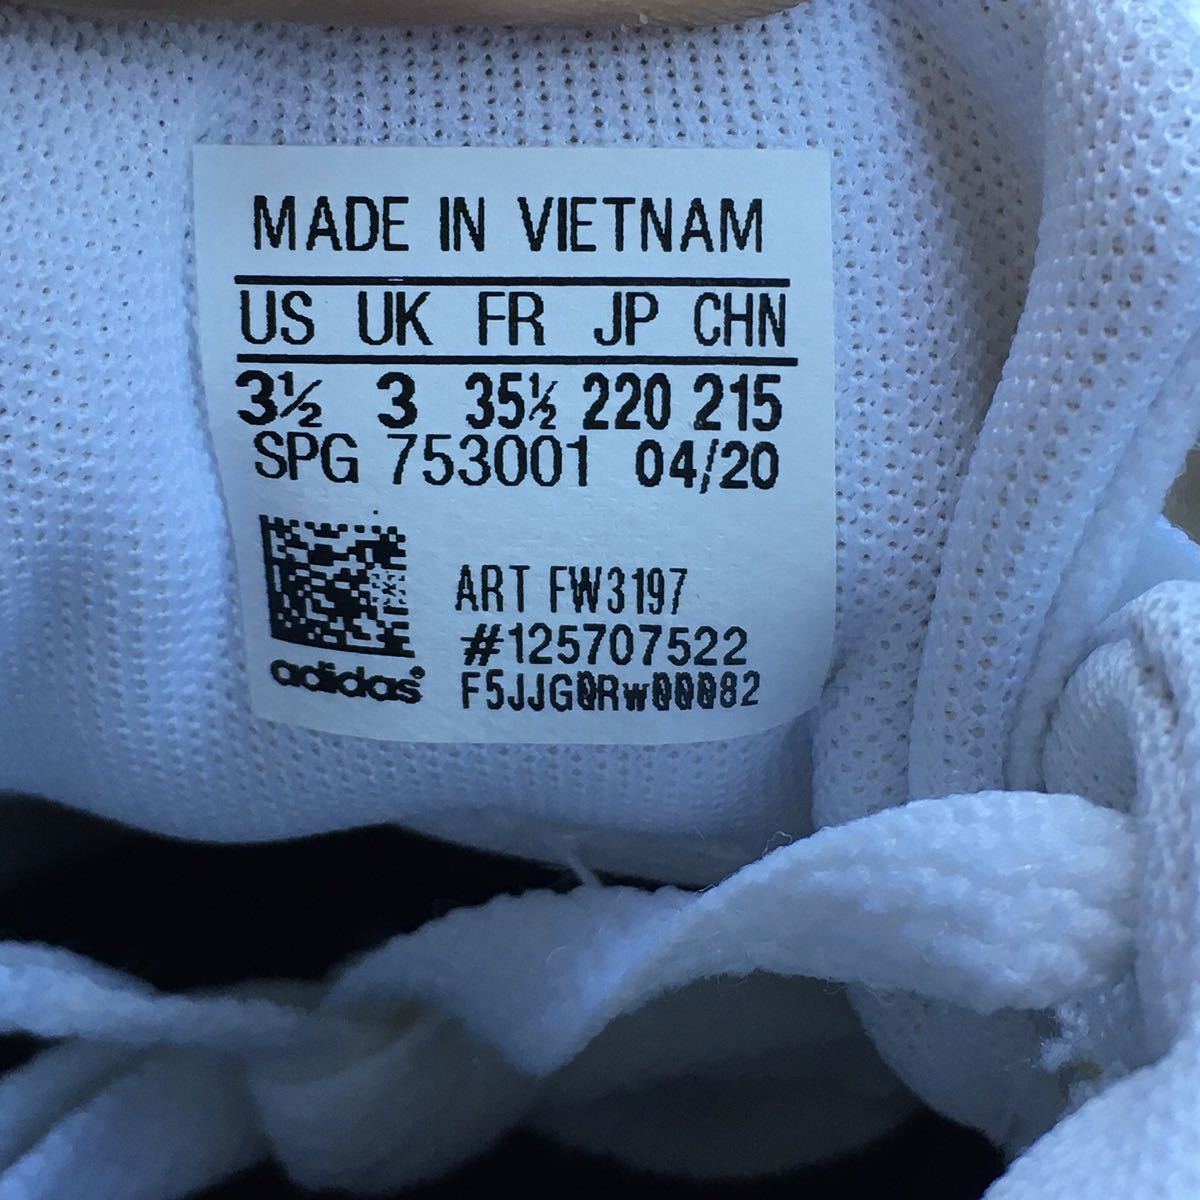 MADE IN VIETNAM
US UK FR JP CHN
3½ 3 35½ 220 215
SPG 753001 04/20
ART FW3197
#125707522
adidas® F5JJG0Rw00082